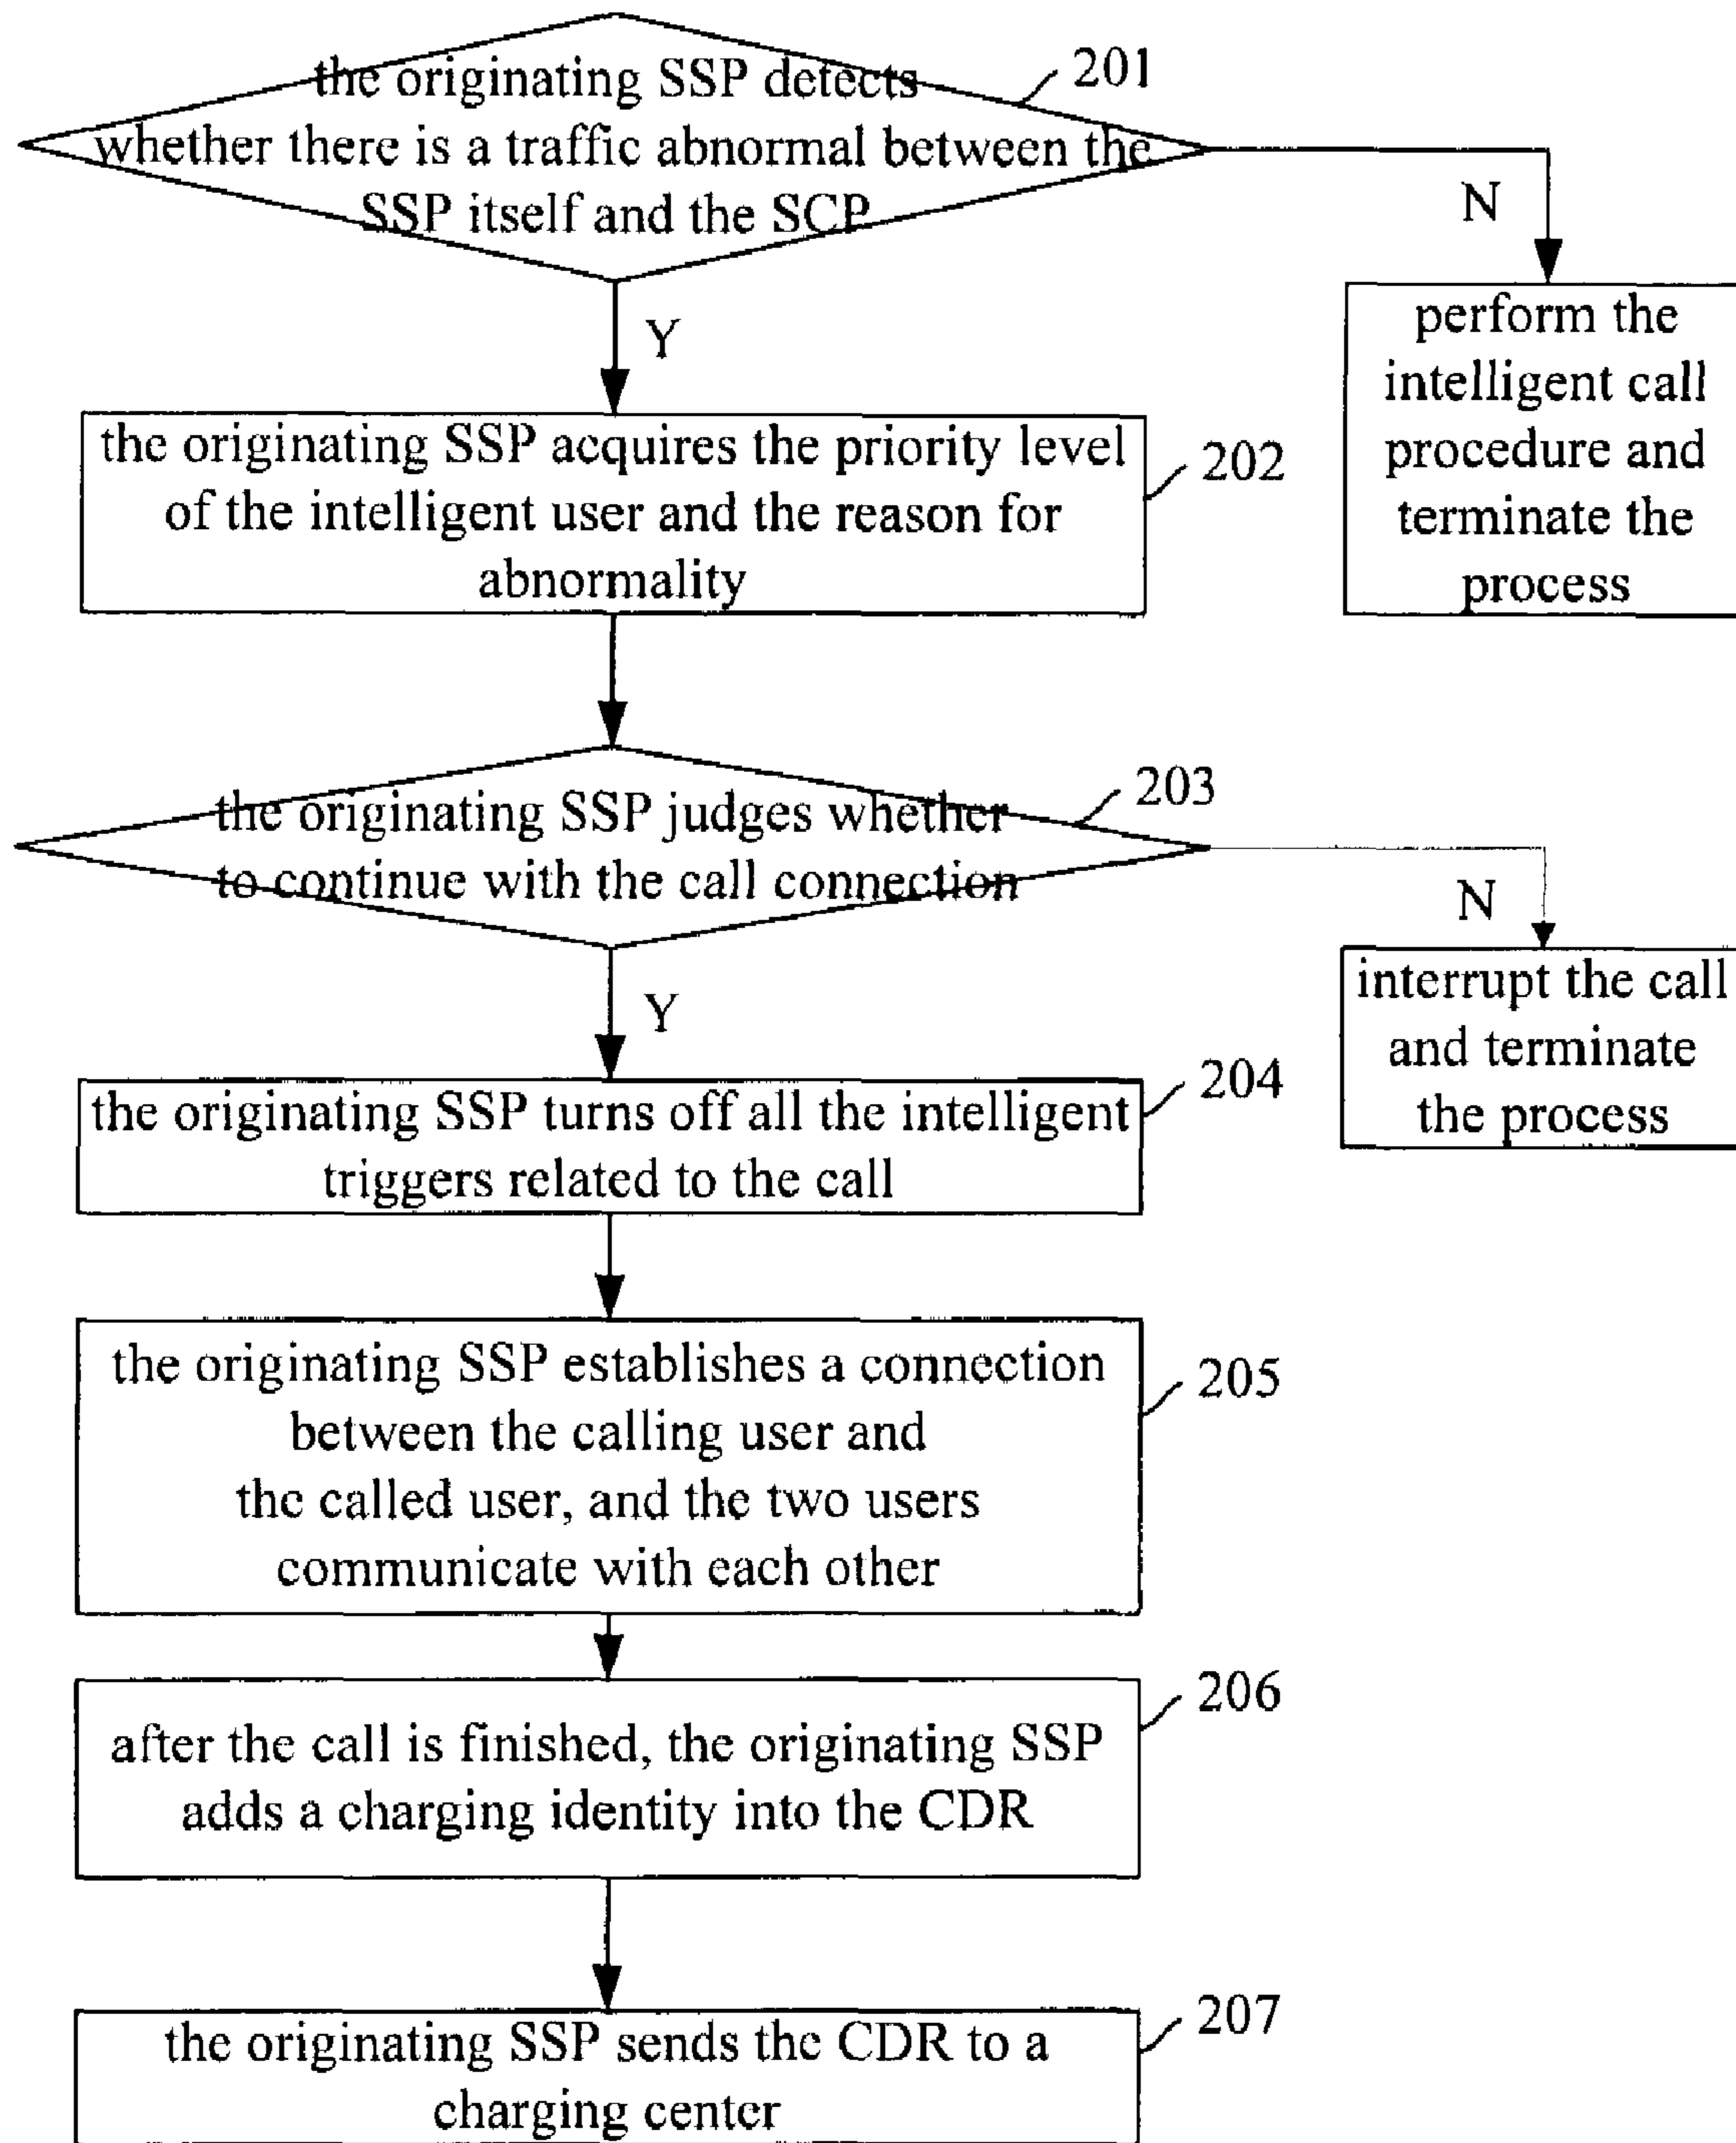 the originating SSP detects
whether there is a traffic abnormal between the
SSP itself and the SCP
201
N
Y
perform the
intelligent call
procedure and
terminate the
process
the originating SSP acquires the priority level
of the intelligent user and the reason for
abnormality
202
the originating SSP judges whether
to continue with the call connection
203
N
Y
interrupt the call
and terminate
the process
the originating SSP turns off all the intelligent
triggers related to the call
204
the originating SSP establishes a connection
between the calling user and
the called user, and the two users
communicate with each other
205
after the call is finished, the originating SSP
adds a charging identity into the CDR
206
the originating SSP sends the CDR to a
charging center
207